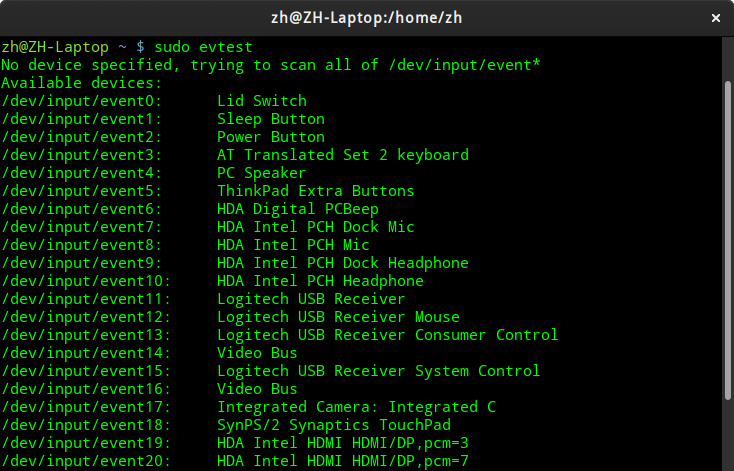 zh@ZH-Laptop:/home/zh ×
zh@ZH-Laptop ~ $ sudo evtest
No device specified, trying to scan all of /dev/input/event*
Available devices:
/dev/input/event0:      Lid Switch
/dev/input/event1:      Sleep Button
/dev/input/event2:      Power Button
/dev/input/event3:      AT Translated Set 2 keyboard
/dev/input/event4:      PC Speaker
/dev/input/event5:      ThinkPad Extra Buttons
/dev/input/event6:      HDA Digital PCBeep
/dev/input/event7:      HDA Intel PCH Dock Mic
/dev/input/event8:      HDA Intel PCH Mic
/dev/input/event9:      HDA Intel PCH Dock Headphone
/dev/input/event10:     HDA Intel PCH Headphone
/dev/input/event11:     Logitech USB Receiver
/dev/input/event12:     Logitech USB Receiver Mouse
/dev/input/event13:     Logitech USB Receiver Consumer Control
/dev/input/event14:     Video Bus
/dev/input/event15:     Logitech USB Receiver System Control
/dev/input/event16:     Video Bus
/dev/input/event17:     Integrated Camera: Integrated C
/dev/input/event18:     SynPS/2 Synaptics TouchPad
/dev/input/event19:     HDA Intel HDMI HDMI/DP,pcm=3
/dev/input/event20:     HDA Intel HDMI HDMI/DP,pcm=7